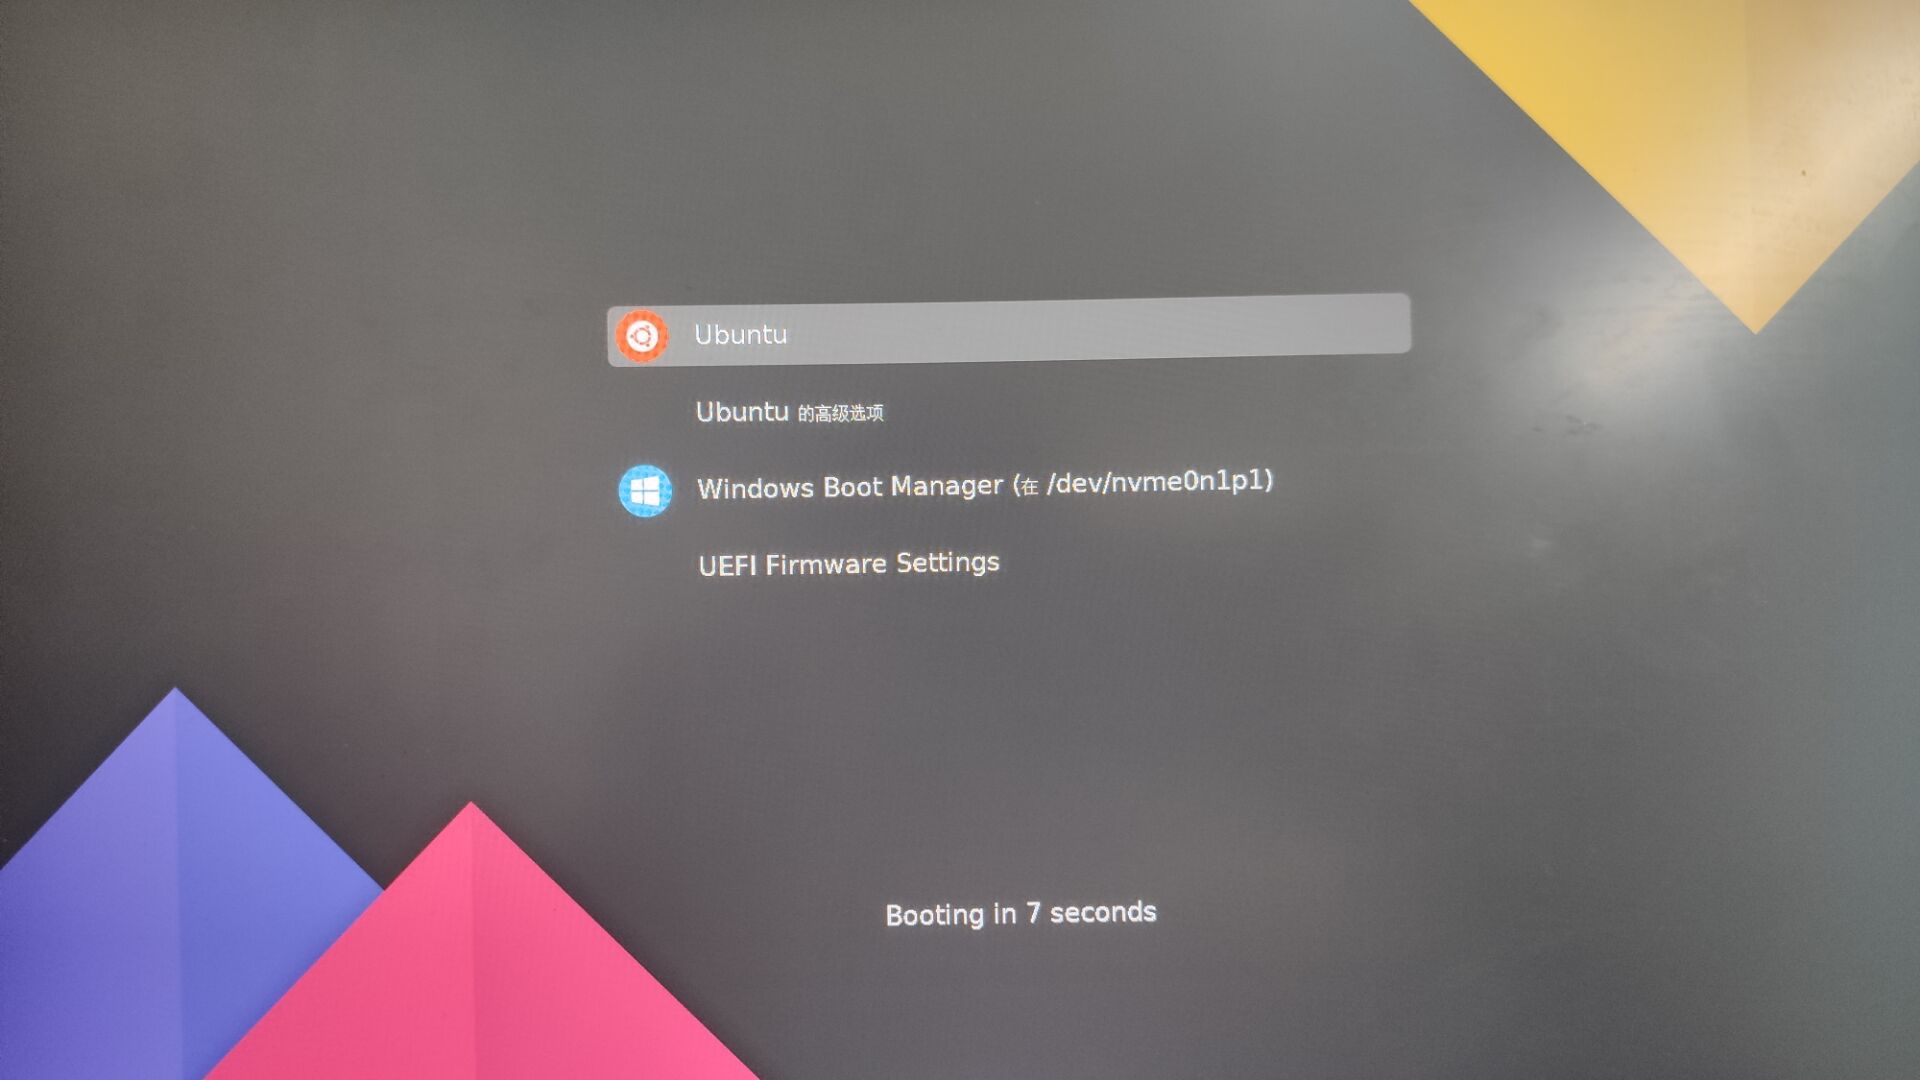 Ubuntu
Ubuntu 的高级选项
Windows Boot Manager (在 /dev/nvme0n1p1)
UEFI Firmware Settings
Booting in 7 seconds